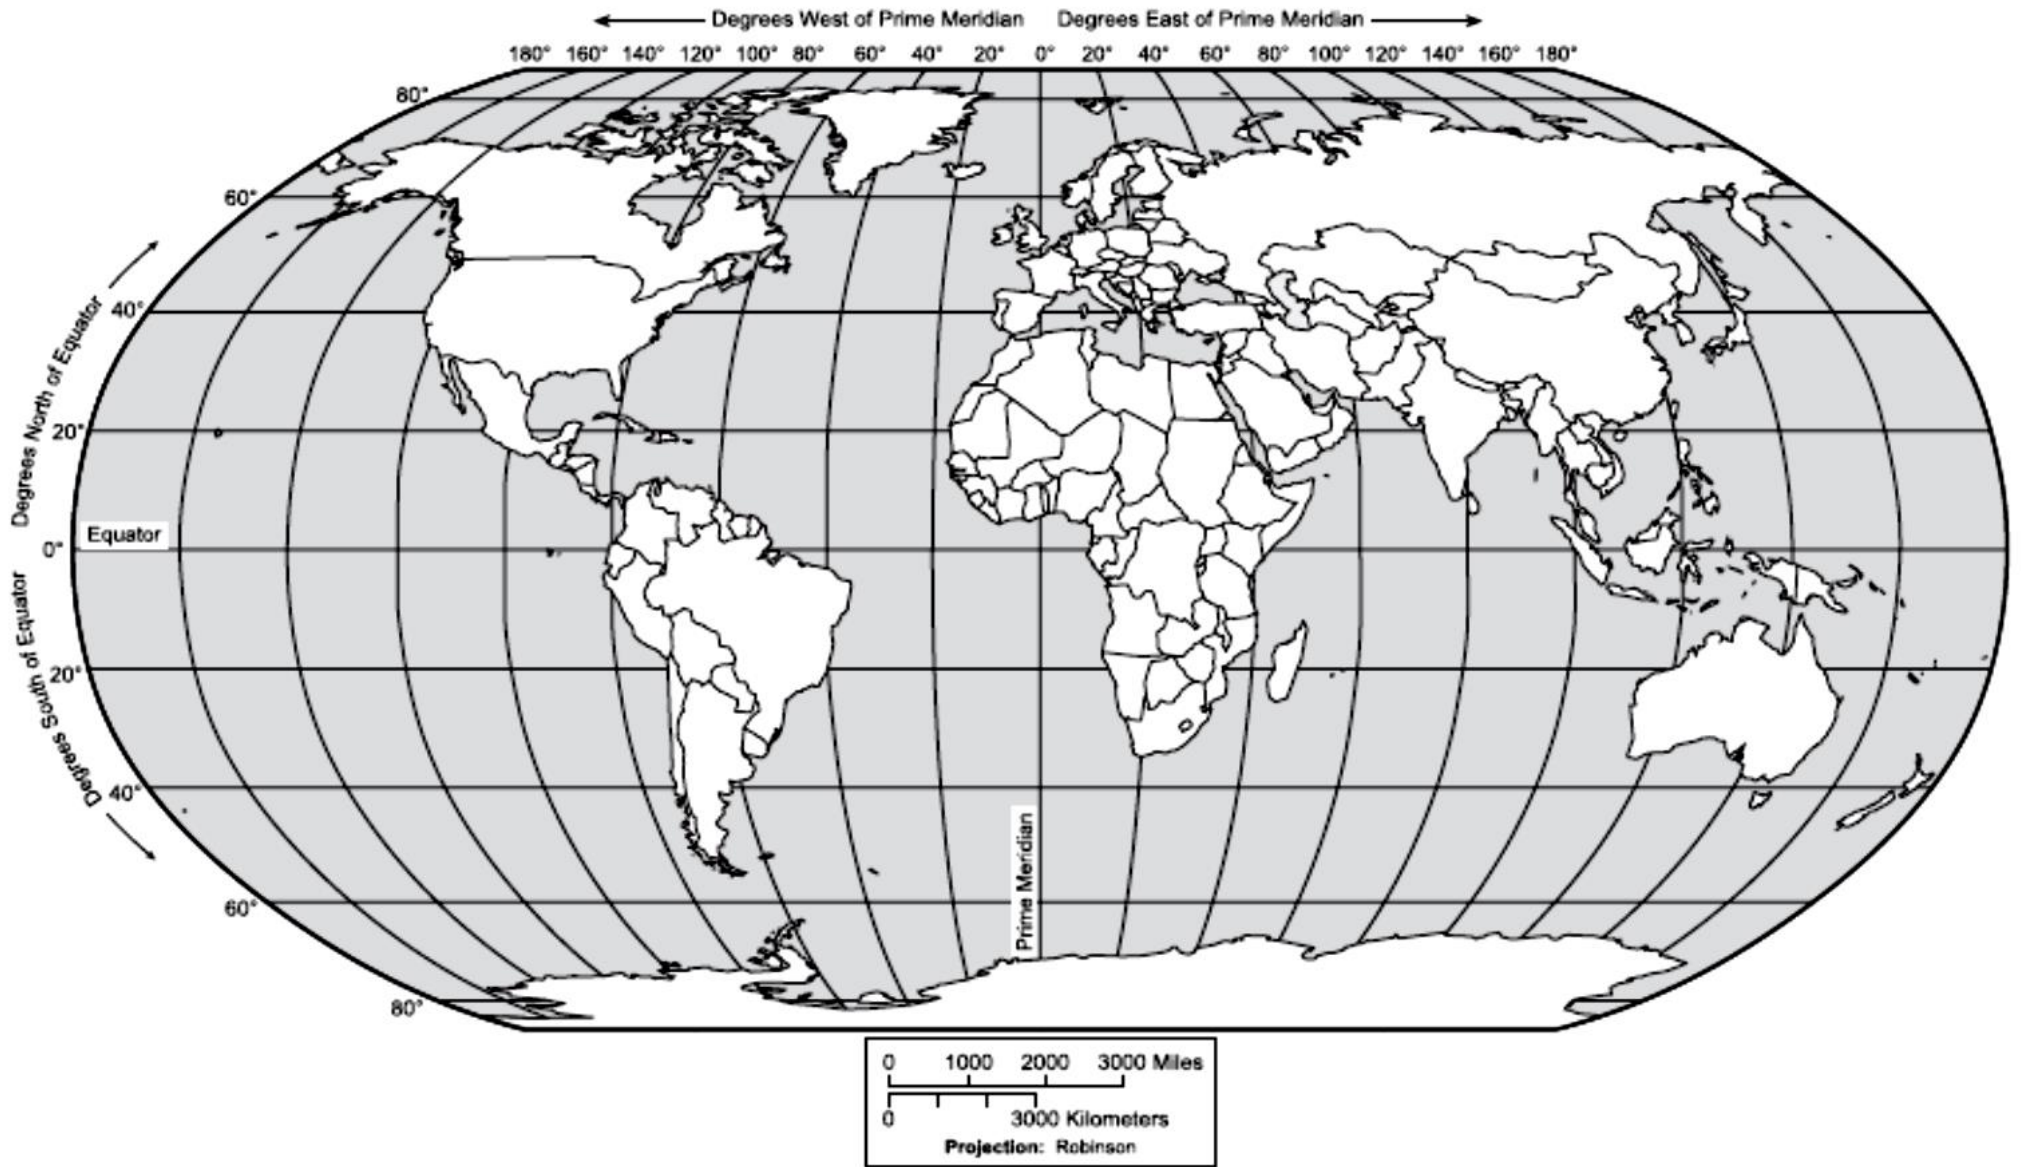 Degrees West of Prime Meridian Degrees East of Prime Meridian
180° 160° 140° 120° 100° 80° 60° 40° 20° 0° 20° 40° 60° 80° 100° 120° 140° 160° 180°
80°
60°
40°
20°
0°
20°
40°
60°
80°
Degrees North of Equator
Equator
Degrees South of Equator
Prime Meridian
0 1000 2000 3000 Miles
0 3000 Kilometers
Projection: Robinson